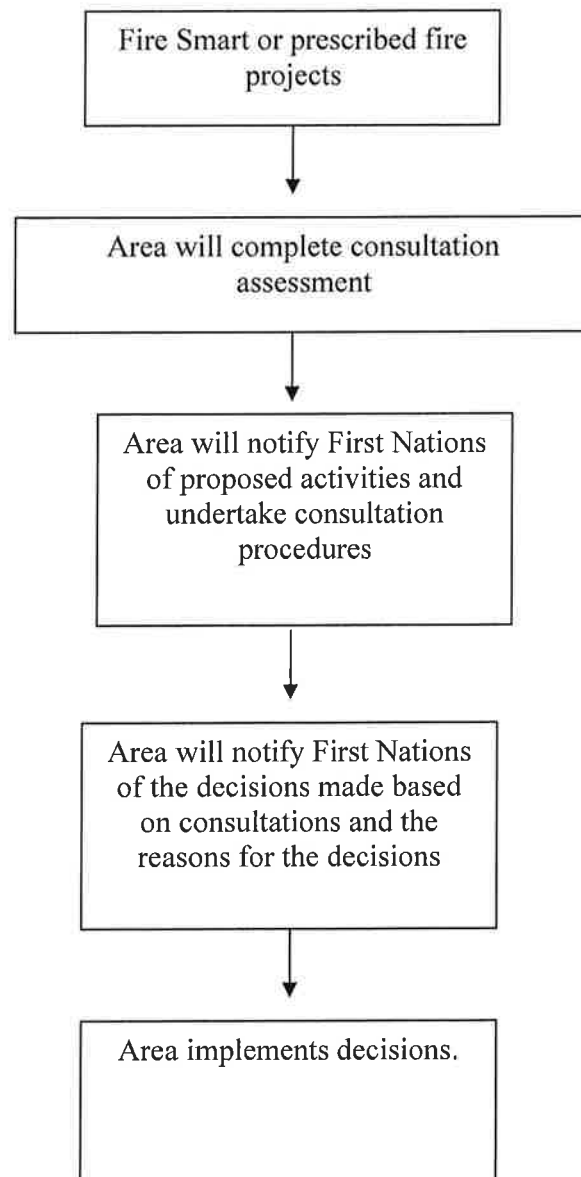 Fire Smart or prescribed fire
projects
Area will complete consultation
assessment
Area will notify First Nations
of proposed activities and
undertake consultation
procedures
Area will notify First Nations
of the decisions made based
on consultations and the
reasons for the decisions
Area implements decisions.